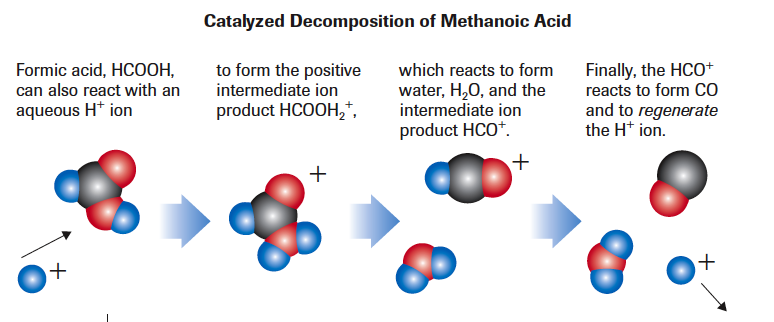 Catalyzed Decomposition of Methanoic Acid
Formic acid, HCOOH,
can also react with an
aqueous H⁺ ion
to form the positive
intermediate ion
product HCOOH₂⁺,
which reacts to form
water, H₂O, and the
intermediate ion
product HCO⁺.
Finally, the HCO⁺
reacts to form CO
and to regenerate
the H⁺ ion.
+
+
+
+